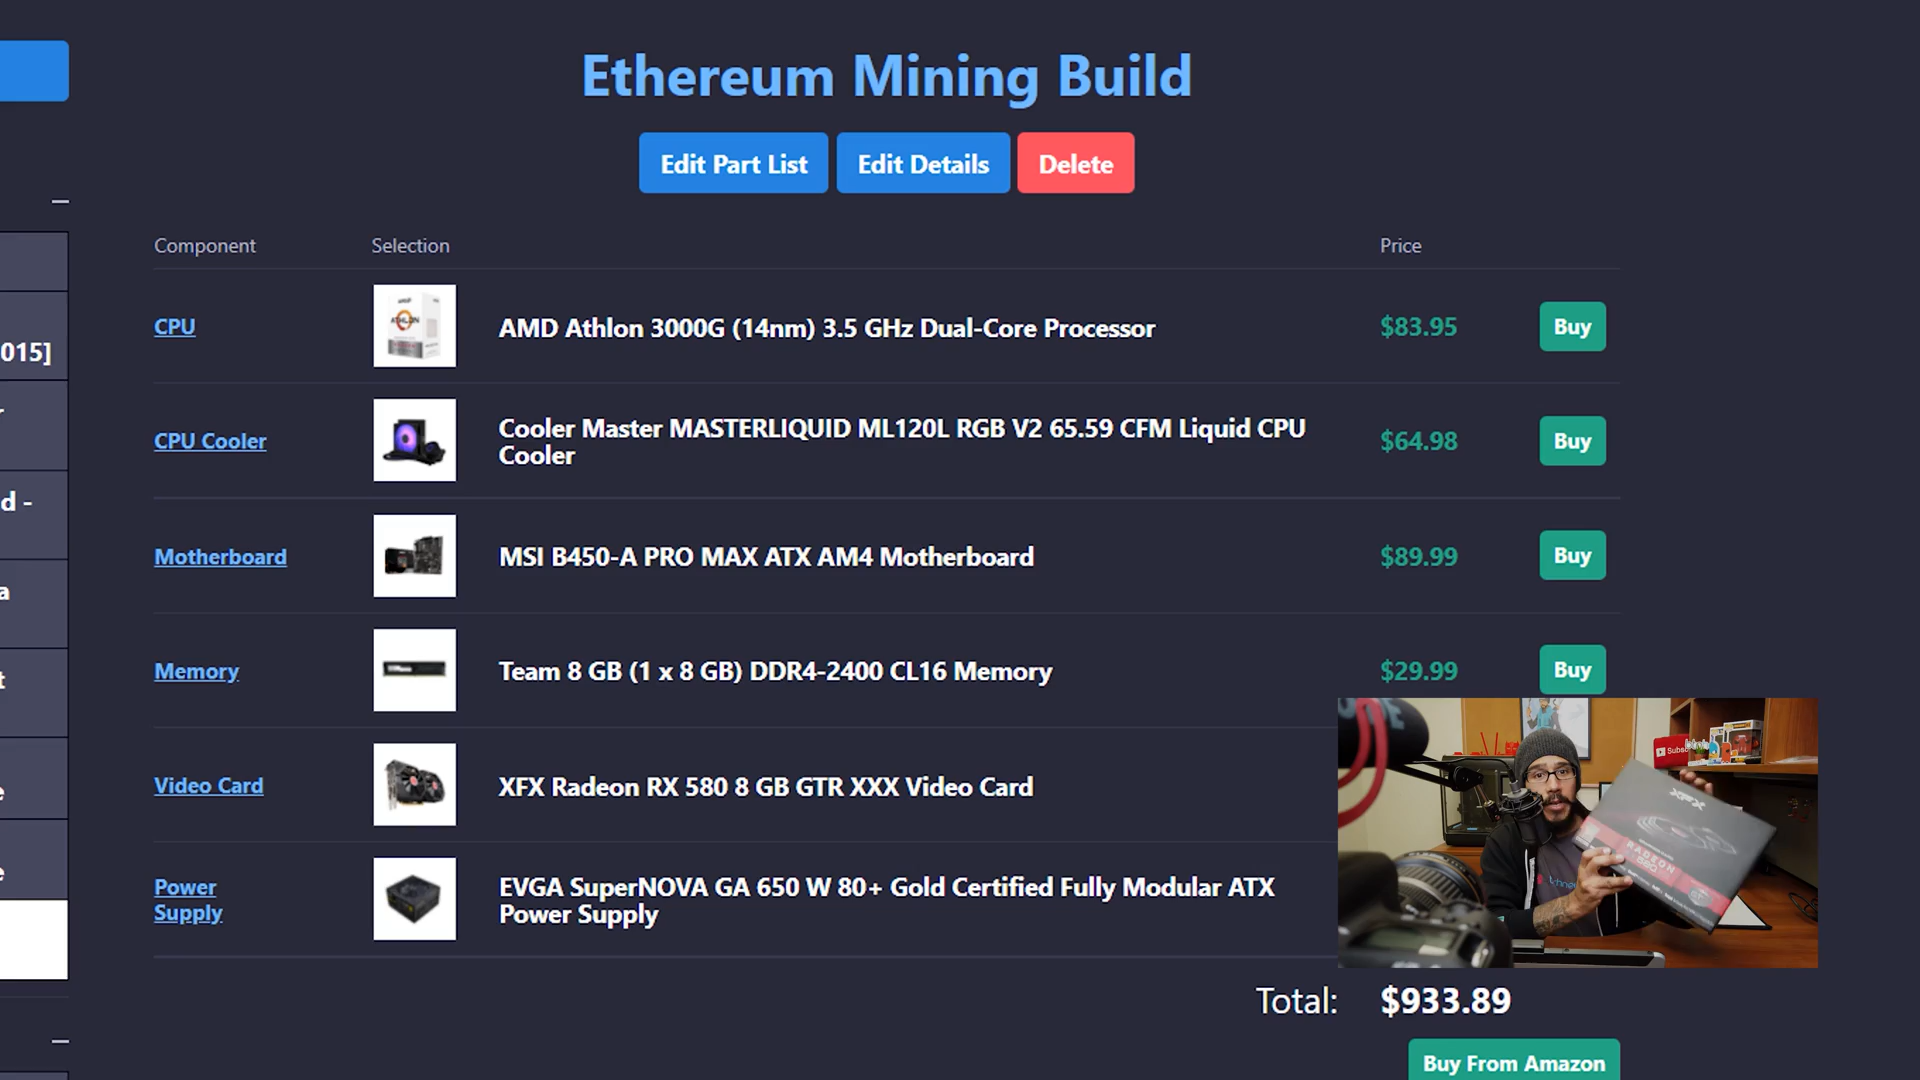 Ethereum Mining Build
Edit Part List Edit Details Delete
Component Selection Price
015]
CPU AMD Athlon 3000G (14nm) 3.5 GHz Dual-Core Processor $83.95 Buy
CPU Cooler Cooler Master MASTERLIQUID ML120L RGB V2 65.59 CFM Liquid CPU
Cooler $64.98 Buy
d -
Motherboard MSI B450-A PRO MAX ATX AM4 Motherboard $89.99 Buy
a
Memory Team 8 GB (1 x 8 GB) DDR4-2400 CL16 Memory $29.99 Buy
t
Video Card XFX Radeon RX 580 8 GB GTR XXX Video Card
e
Power
Supply
EVGA SuperNOVA GA 650 W 80+ Gold Certified Fully Modular ATX
Power Supply
e
XFX
RADEON
Total: $933.89
Buy From Amazon